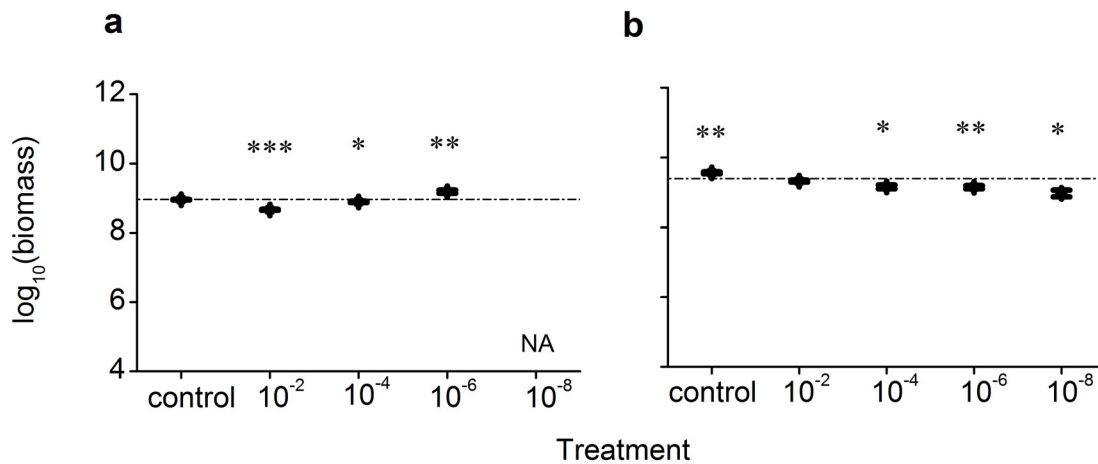 a
b
12
10
8
6
4
log₁₀(biomass)
*** * **
** * ** *
NA
control 10⁻² 10⁻⁴ 10⁻⁶ 10⁻⁸
control 10⁻² 10⁻⁴ 10⁻⁶ 10⁻⁸
Treatment